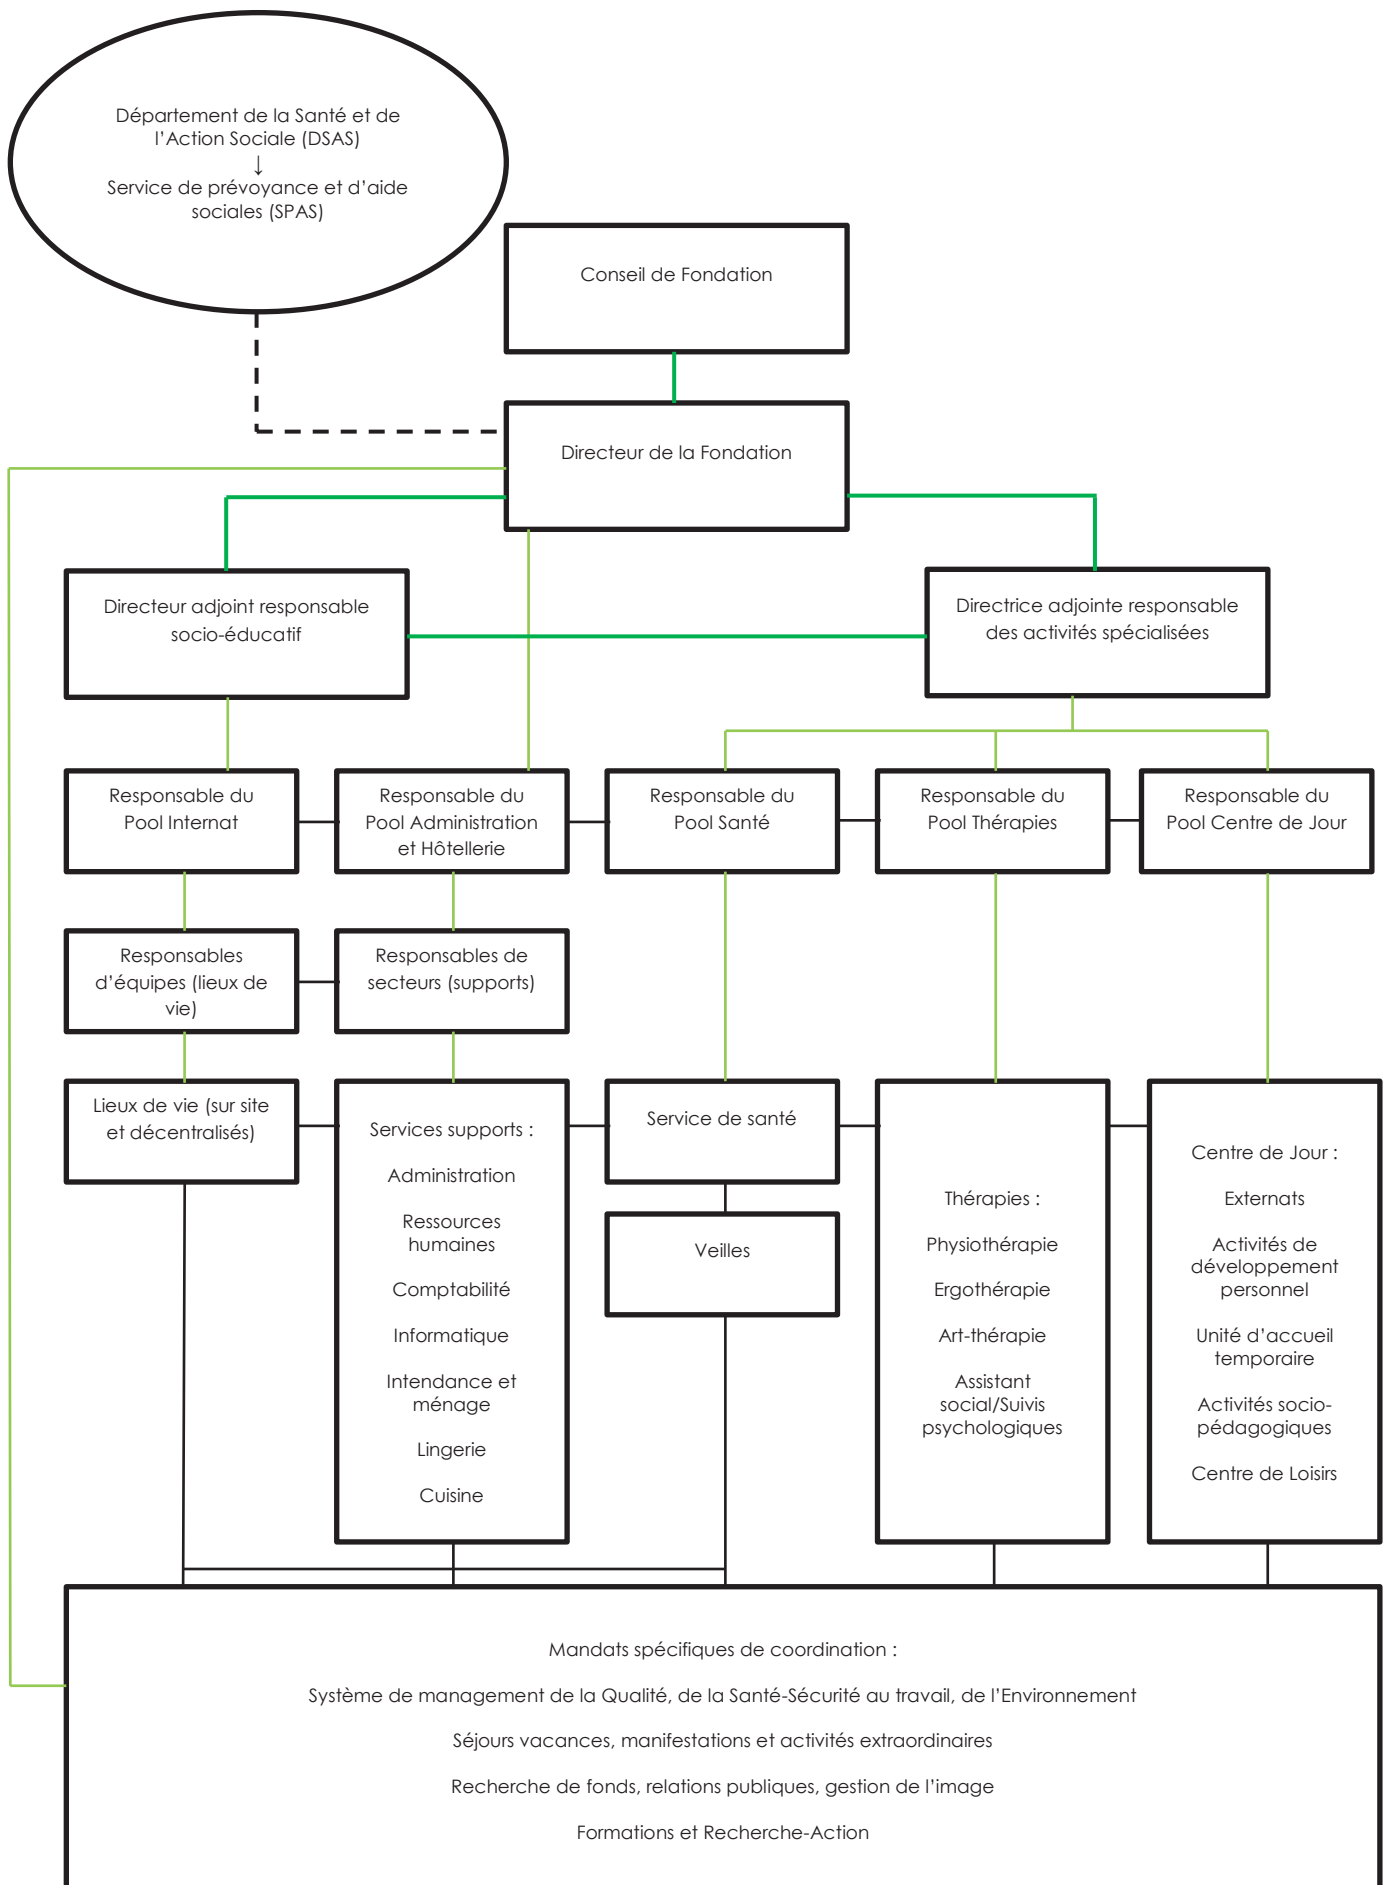 Département de la Santé et de
l’Action Sociale (DSAS)
↓
Service de prévoyance et d’aide
sociales (SPAS)
Conseil de Fondation
Directeur de la Fondation
Directeur adjoint responsable
socio-éducatif
Directrice adjointe responsable
des activités spécialisées
Responsable du
Pool Internat
Responsable du
Pool Administration
et Hôtellerie
Responsable du
Pool Santé
Responsable du
Pool Thérapies
Responsable du
Pool Centre de Jour
Responsables
d’équipes (lieux de
vie)
Responsables de
secteurs (supports)
Lieux de vie (sur site
et décentralisés)
Services supports :
Administration
Ressources
humaines
Comptabilité
Informatique
Intendance et
ménage
Lingerie
Cuisine
Service de santé
Veilles
Thérapies :
Physiothérapie
Ergothérapie
Art-thérapie
Assistant
social/Suivis
psychologiques
Centre de Jour :
Externats
Activités de
développement
personnel
Unité d’accueil
temporaire
Activités socio-
pédagogiques
Centre de Loisirs
Mandats spécifiques de coordination :
Système de management de la Qualité, de la Santé-Sécurité au travail, de l’Environnement
Séjours vacances, manifestations et activités extraordinaires
Recherche de fonds, relations publiques, gestion de l’image
Formations et Recherche-Action